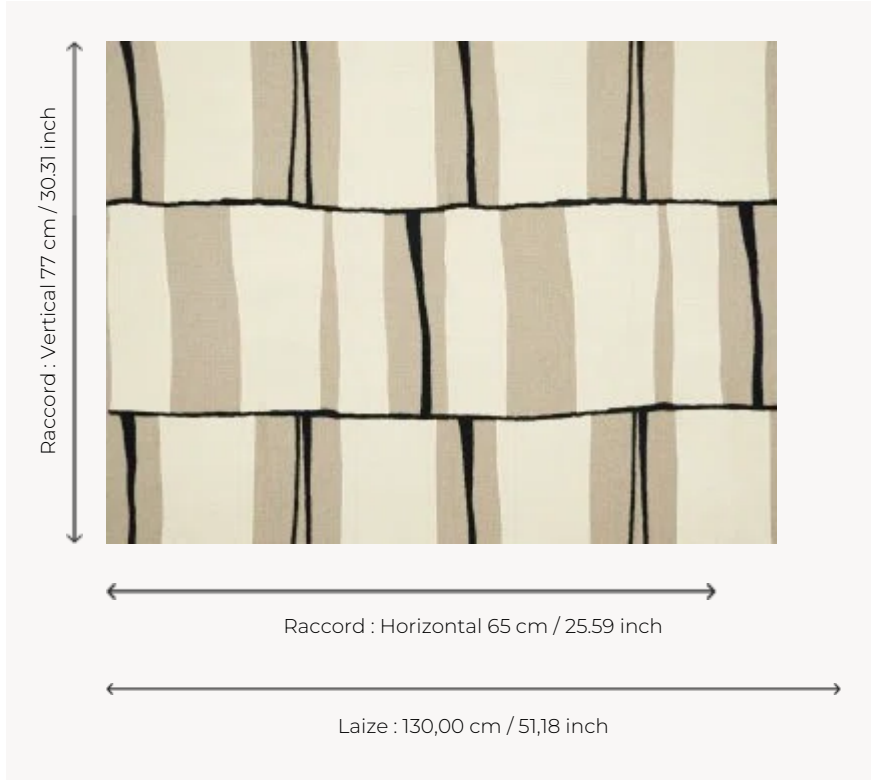 Raccord : Vertical 77 cm / 30.31 inch
Raccord : Horizontal 65 cm / 25.59 inch
Laize : 130,00 cm / 51,18 inch